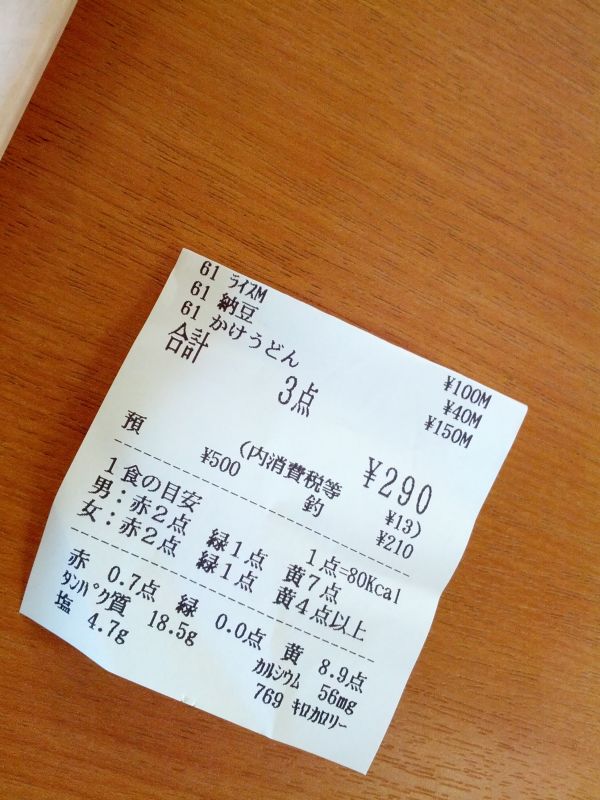 61 ライスM ¥100M
61 納豆 ¥40M
61 かけうどん ¥150M
合計 3点 ¥290
(内消費税等 ¥13)
預 ¥500 釣 ¥210
1食の目安 1点=80Kcal
男:赤2点 緑1点 黄7点
女:赤2点 緑1点 黄4点以上
赤 0.7点 緑 0.0点 黄 8.9点
タンパク質 18.5g カルシウム 56mg
塩 4.7g 769 キロカロリー